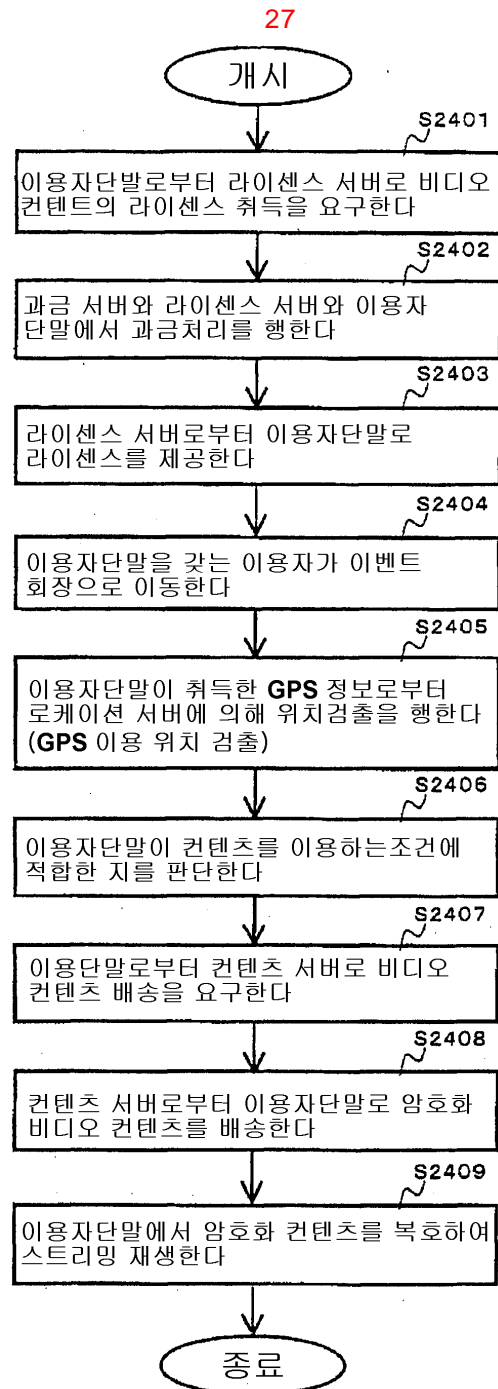 27
개시
S2401
이용자단발로부터 라이센스 서버로 비디오
컨텐트의 라이센스 취득을 요구한다
S2402
과금 서버와 라이센스 서버와 이용자
단말에서 과금처리를 행한다
S2403
라이센스 서버로부터 이용자단말로
라이센스를 제공한다
S2404
이용자단말을 갖는 이용자가 이벤트
회장으로 이동한다
S2405
이용자단말이 취득한 GPS 정보로부터
로케이션 서버에 의해 위치검출을 행한다
(GPS 이용 위치 검출)
S2406
이용자단말이 컨텐츠를 이용하는조건에
적합한 지를 판단한다
S2407
이용단말로부터 컨텐츠 서버로 비디오
컨텐츠 배송을 요구한다
S2408
컨텐츠 서버로부터 이용자단말로 암호화
비디오 컨텐츠를 배송한다
S2409
이용자단말에서 암호화 컨텐츠를 복호하여
스트리밍 재생한다
종료